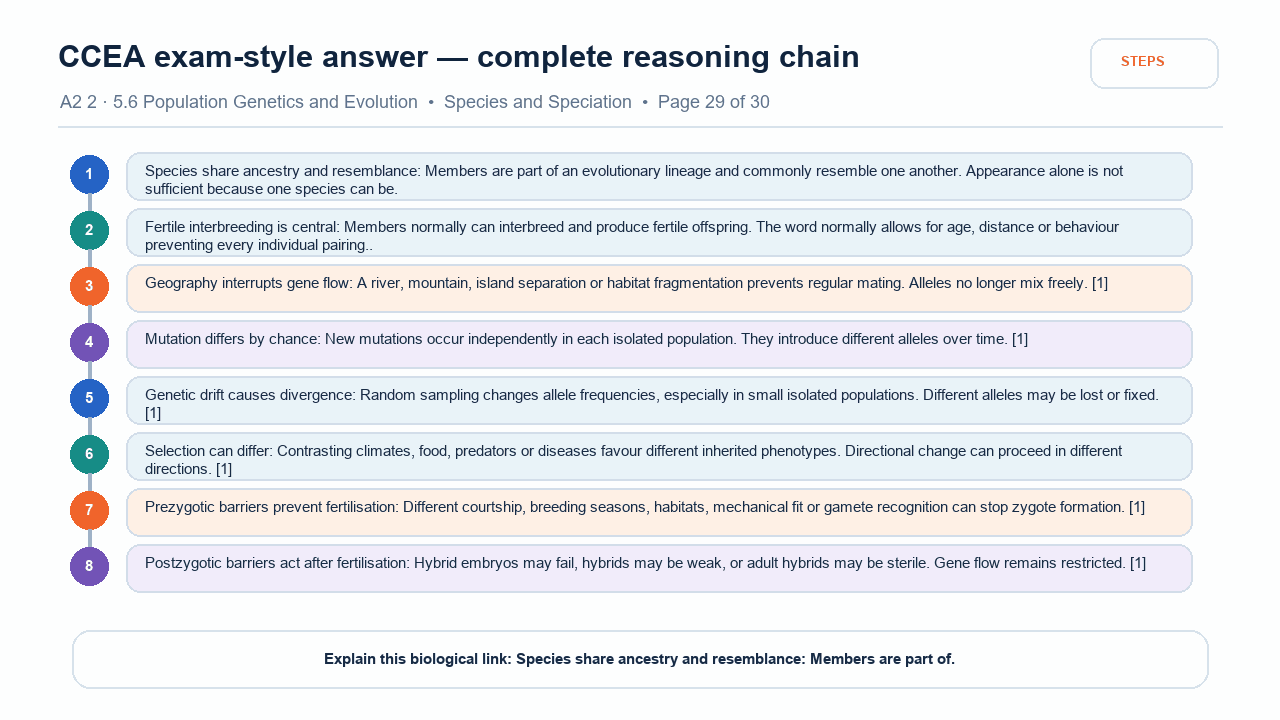 CCEA exam-style answer — complete reasoning chain
STEPS
A2 2 · 5.6 Population Genetics and Evolution • Species and Speciation • Page 29 of 30
1
Species share ancestry and resemblance: Members are part of an evolutionary lineage and commonly resemble one another. Appearance alone is not
sufficient because one species can be.
2
Fertile interbreeding is central: Members normally can interbreed and produce fertile offspring. The word normally allows for age, distance or behaviour
preventing every individual pairing..
3
Geography interrupts gene flow: A river, mountain, island separation or habitat fragmentation prevents regular mating. Alleles no longer mix freely. [1]
4
Mutation differs by chance: New mutations occur independently in each isolated population. They introduce different alleles over time. [1]
5
Genetic drift causes divergence: Random sampling changes allele frequencies, especially in small isolated populations. Different alleles may be lost or fixed.
[1]
6
Selection can differ: Contrasting climates, food, predators or diseases favour different inherited phenotypes. Directional change can proceed in different
directions. [1]
7
Prezygotic barriers prevent fertilisation: Different courtship, breeding seasons, habitats, mechanical fit or gamete recognition can stop zygote formation. [1]
8
Postzygotic barriers act after fertilisation: Hybrid embryos may fail, hybrids may be weak, or adult hybrids may be sterile. Gene flow remains restricted. [1]
Explain this biological link: Species share ancestry and resemblance: Members are part of.